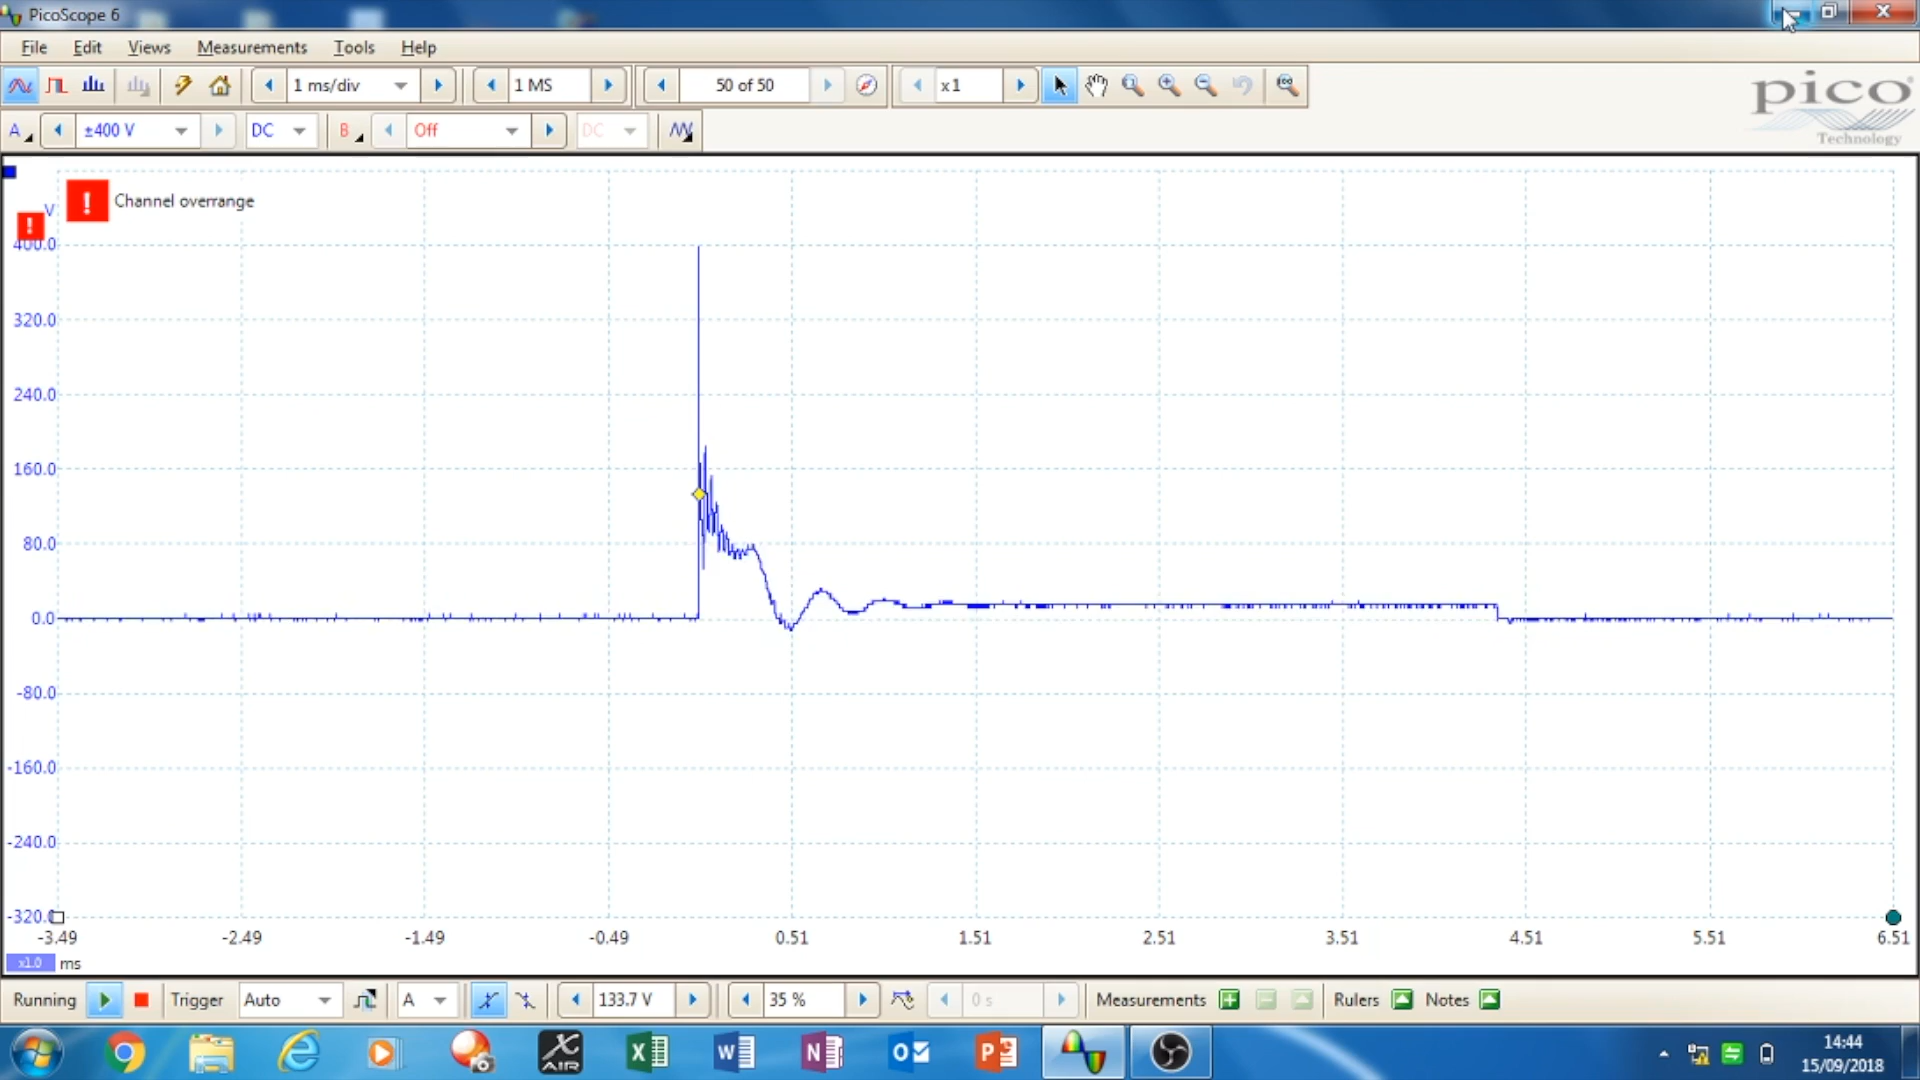 PicoScope 6
File Edit Views Measurements Tools Help
1 ms/div 1 MS 50 of 50 x1
pico
Technology
A ±400 V DC B Off DC
! Channel overrange
V
!
400.0
320.0
240.0
160.0
80.0
0.0
-80.0
-160.0
-240.0
-320.0
-3.49 -2.49 -1.49 -0.49 0.51 1.51 2.51 3.51 4.51 5.51 6.51
x1.0 ms
Running Trigger Auto A 133.7 V 35 % 0 s Measurements Rulers Notes
X AIR X W N O P
14:44
15/09/2018